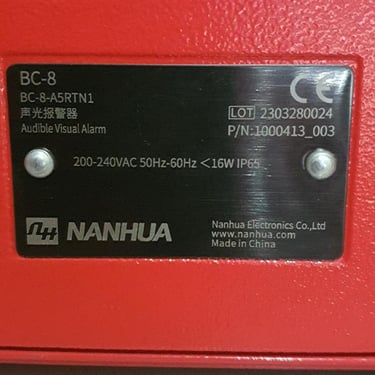 BC-8
BC-8-A5RTN1
声光报警器
Audible Visual Alarm
CE
LOT 2303280024
P/N:1000413_003
200-240VAC 50Hz-60Hz <16W IP65
NANHUA
Nanhua Electronics Co.,Ltd
www.nanhua.com
Made in China